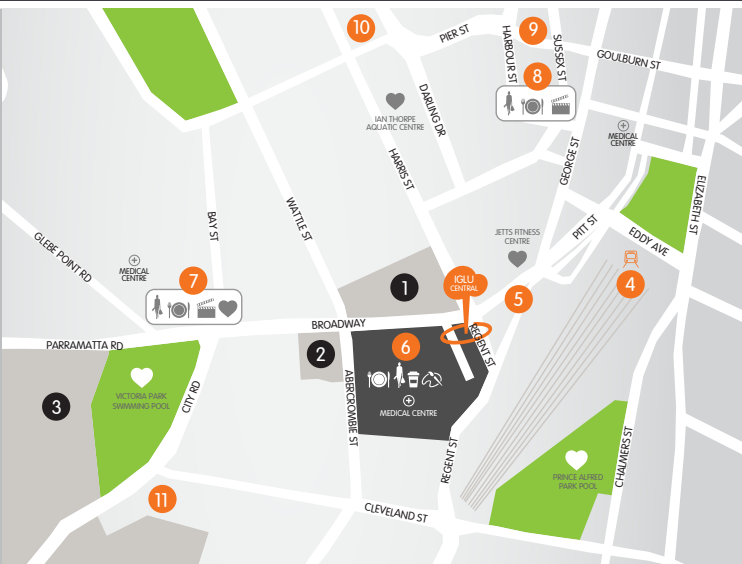 10
PIER ST
HARBOUR ST
9
SUSSEX ST
GOULBURN ST
8
DARLING DR
IAN THORPE
AQUATIC CENTRE
MEDICAL
CENTRE
HARRIS ST
GEORGE ST
ELIZABETH ST
WATTLE ST
BAY ST
GLEBE POINT RD
PITT ST
EDDY AVE
JETTS FITNESS
CENTRE
MEDICAL
CENTRE
7
IGLU
CENTRAL
4
1
5
BROADWAY
REGENT ST
PARRAMATTA RD
2
6
ABERCROMBIE ST
VICTORIA PARK
SWIMMING POOL
CITY RD
3
MEDICAL CENTRE
REGENT ST
CHALMERS ST
PRINCE ALFRED
PARK POOL
11
CLEVELAND ST